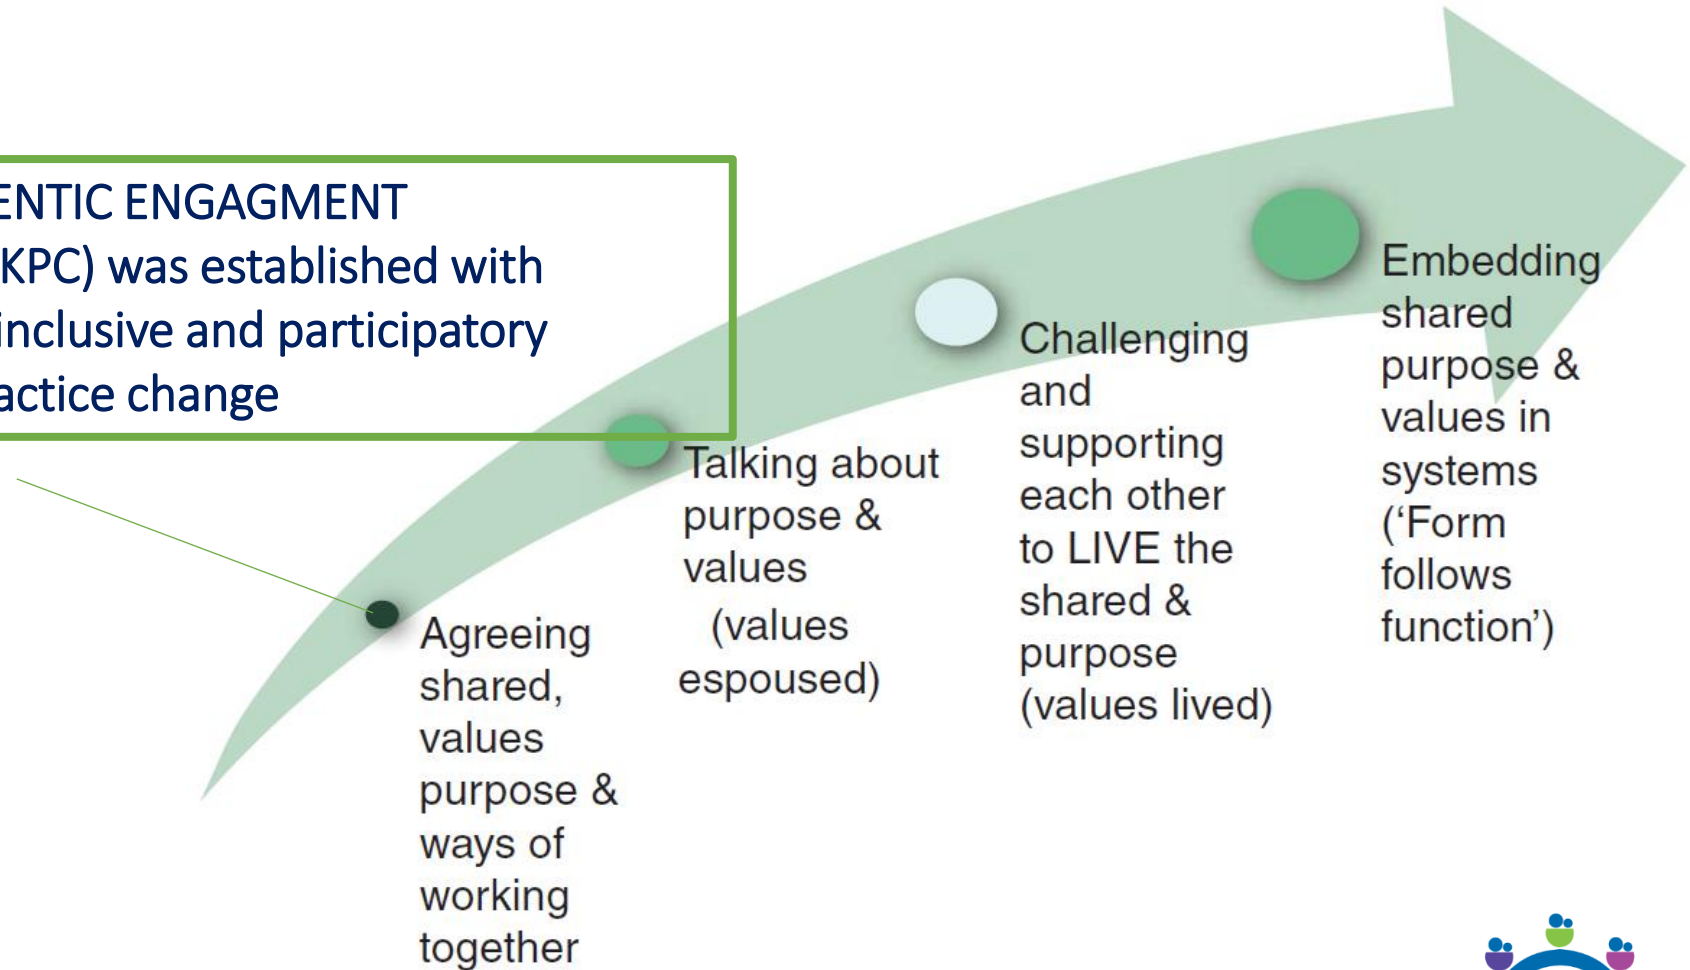 ENTIC ENGAGMENT
KPC) was established with
inclusive and participatory
actice change
Agreeing
shared,
values
purpose &
ways of
working
together
Talking about
purpose &
values
(values
espoused)
Challenging
and
supporting
each other
to LIVE the
shared &
purpose
(values lived)
Embedding
shared
purpose &
values in
systems
(‘Form
follows
function’)